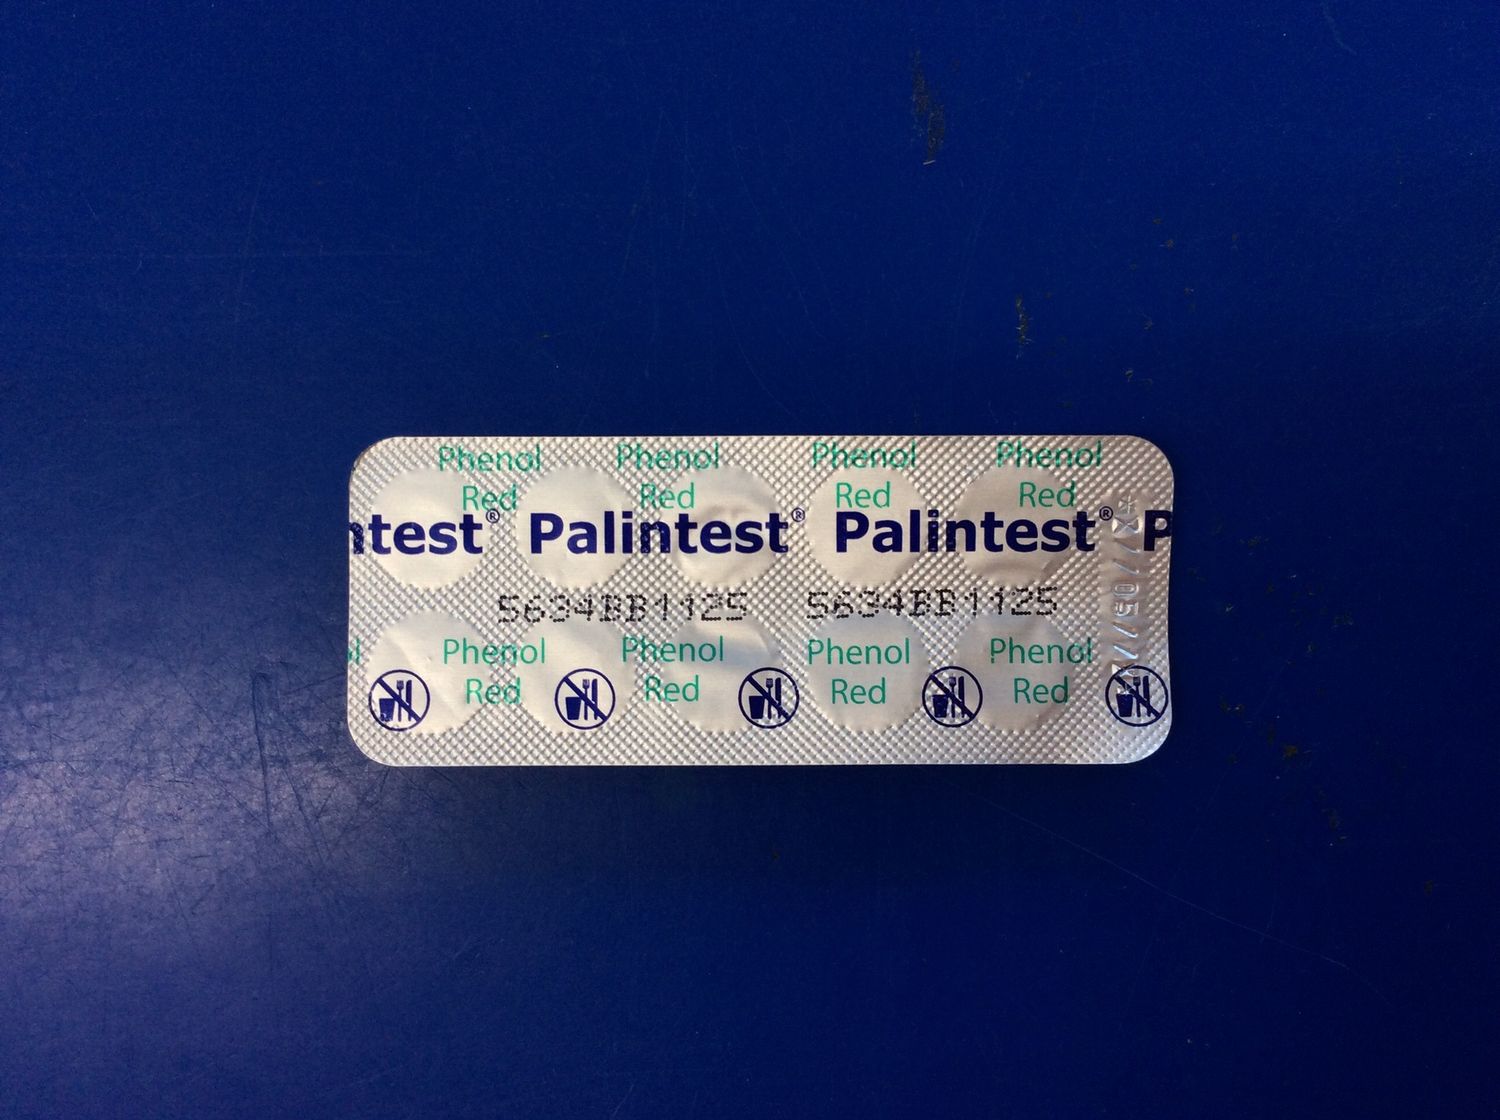 Phenol Phenol Phenol Phenol
Red Red Red Red
ntest® Palintest® Palintest® P
5634BB1125 5634BB1125
l Phenol Phenol Phenol Phenol
Red Red Red Red